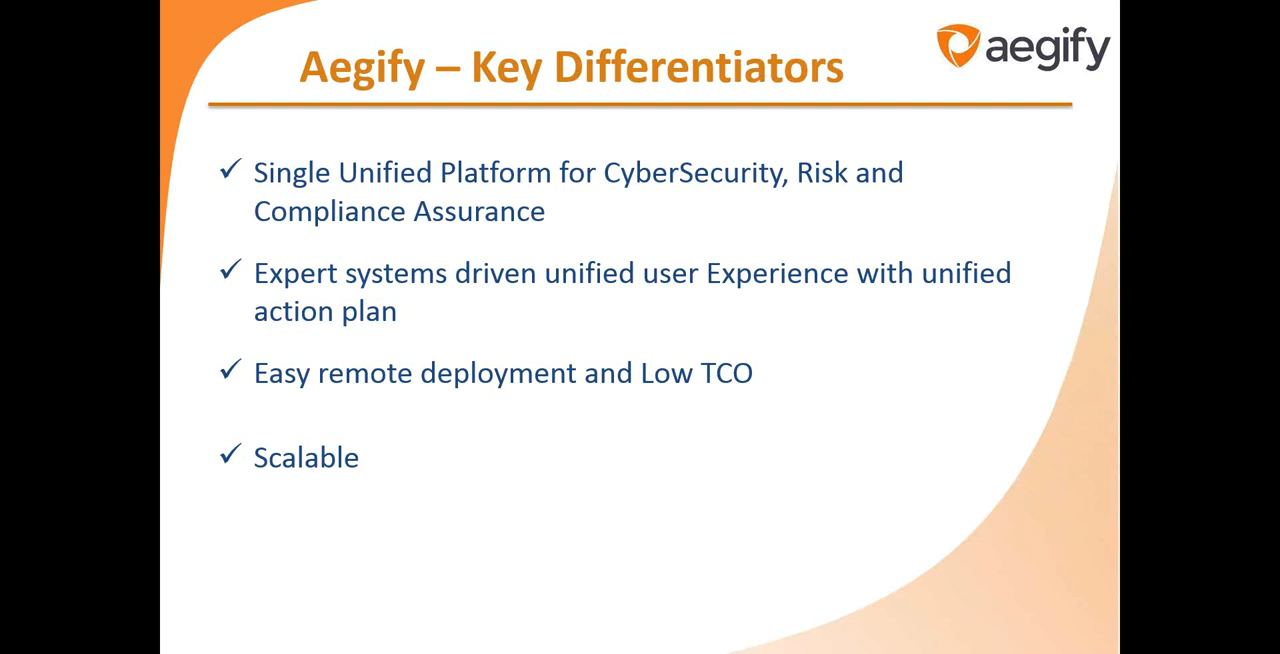 Aegify – Key Differentiators
aegify
✓ Single Unified Platform for CyberSecurity, Risk and
Compliance Assurance
✓ Expert systems driven unified user Experience with unified
action plan
✓ Easy remote deployment and Low TCO
✓ Scalable